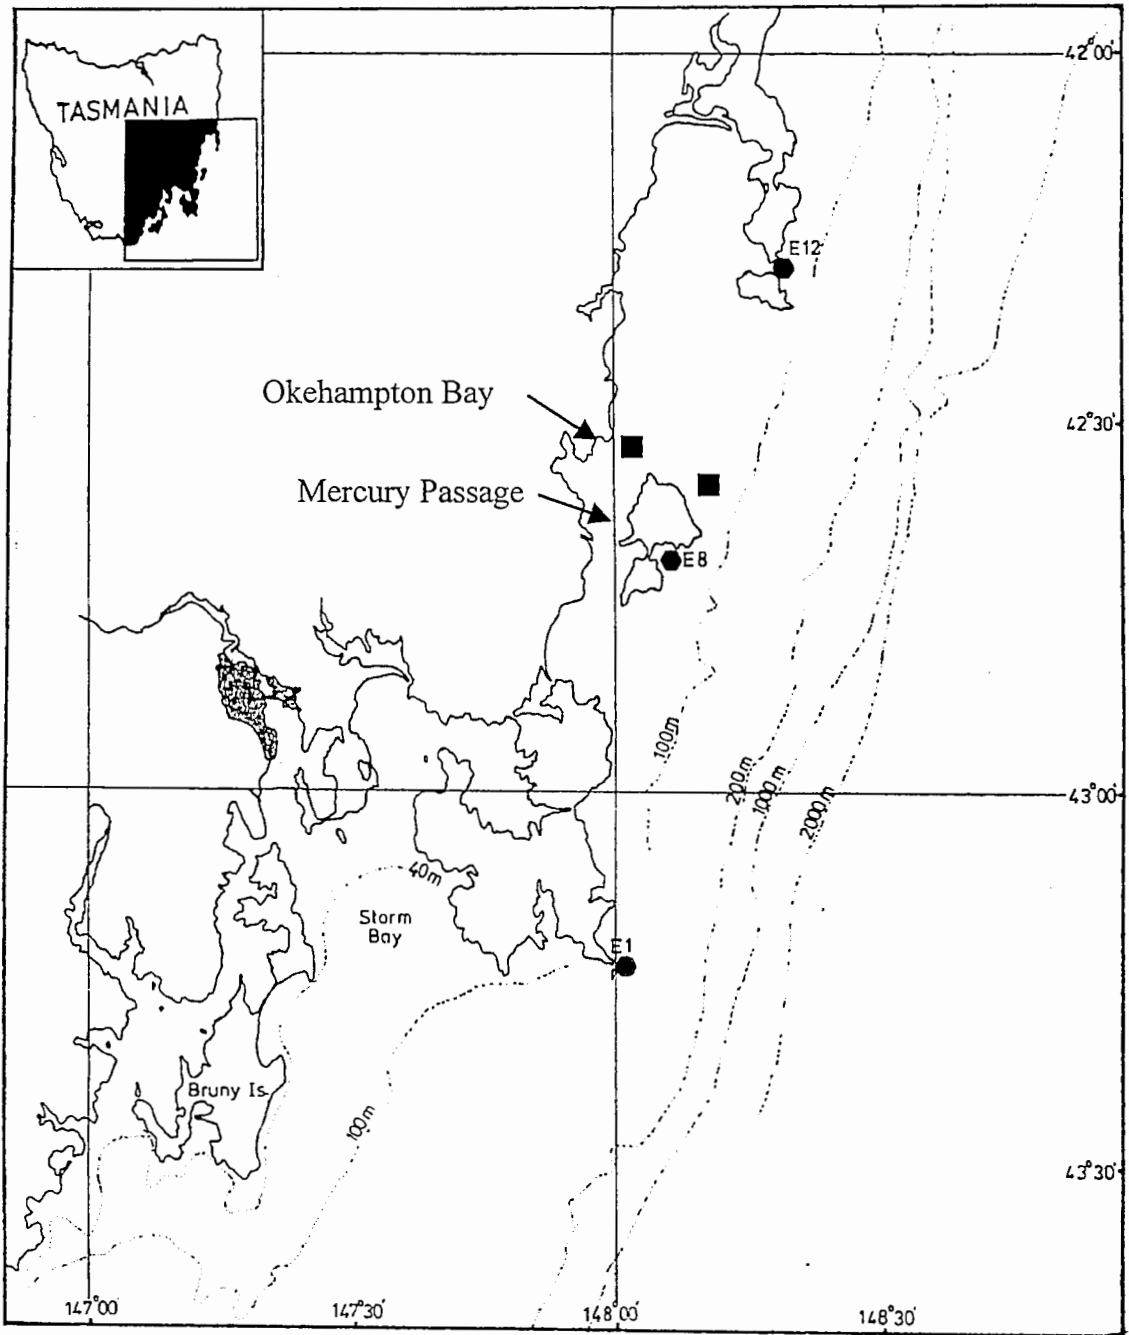 TASMANIA
42°00'
E12
Okehampton Bay
42°30'
Mercury Passage
E8
100m
200m
1000m
2000m
43°00'
40m
Storm
Bay
E1
Bruny Is
100m
43°30'
147°00'
147°30'
148°00'
148°30'